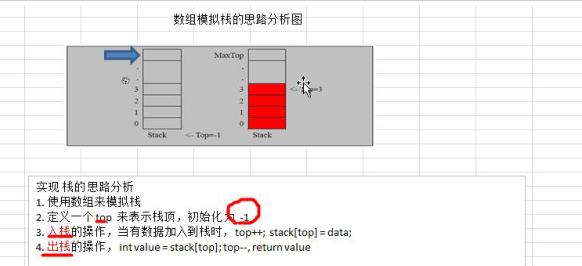 数组模拟栈的思路分析图
MaxTop
.
.
3
2
1
0
Stack
<- Top=-1
.
.
3
2
1
0
<- Top=3
Stack
实现 栈的思路分析
1. 使用数组来模拟栈
2. 定义一个 top 来表示栈顶，初始化 为 -1
3. 入栈的操作，当有数据加入到栈时， top++; stack[top] = data;
4. 出栈的操作， int value = stack[top]; top--, return value